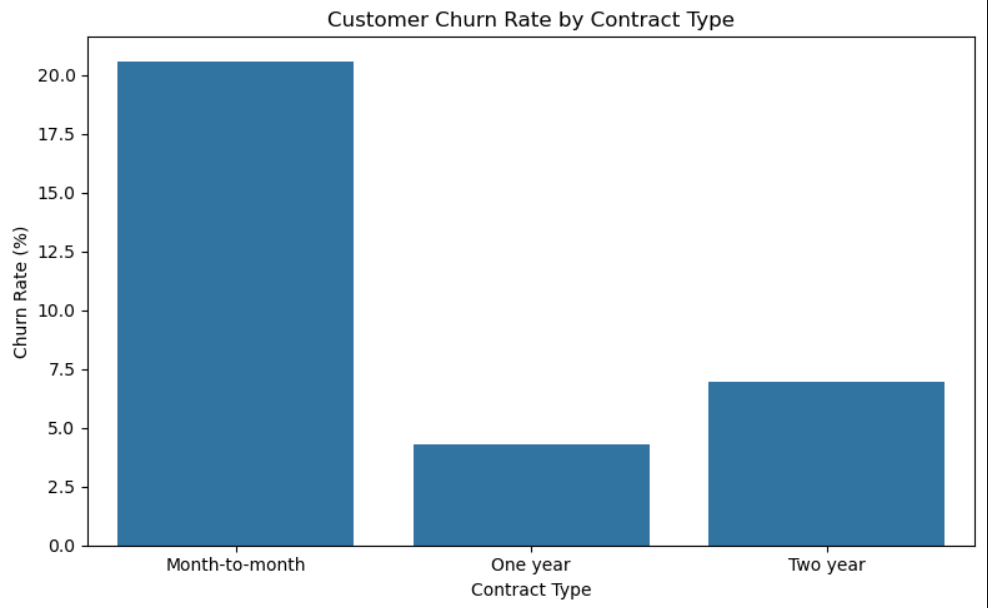 Customer Churn Rate by Contract Type
20.0
17.5
15.0
12.5
10.0
7.5
5.0
2.5
0.0
Churn Rate (%)
Month-to-month
One year
Two year
Contract Type